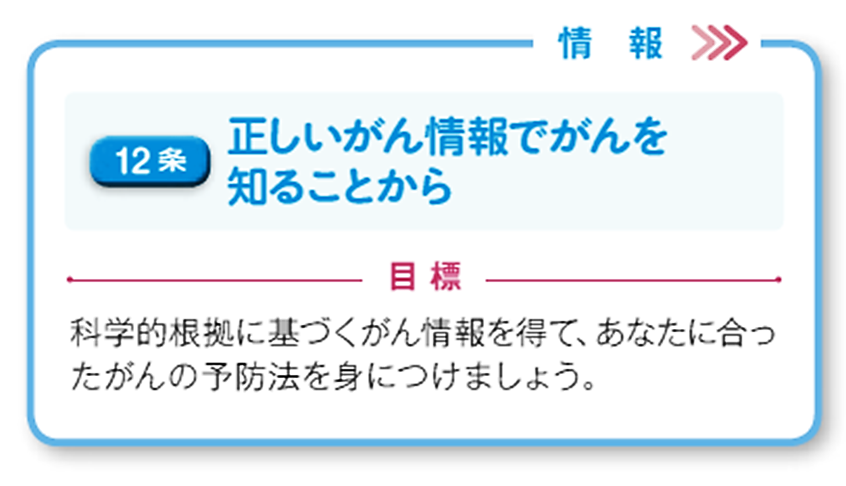 情 報
12条
正しいがん情報でがんを
知ることから
目標
科学的根拠に基づくがん情報を得て、あなたに合っ
たがんの予防法を身につけましょう。